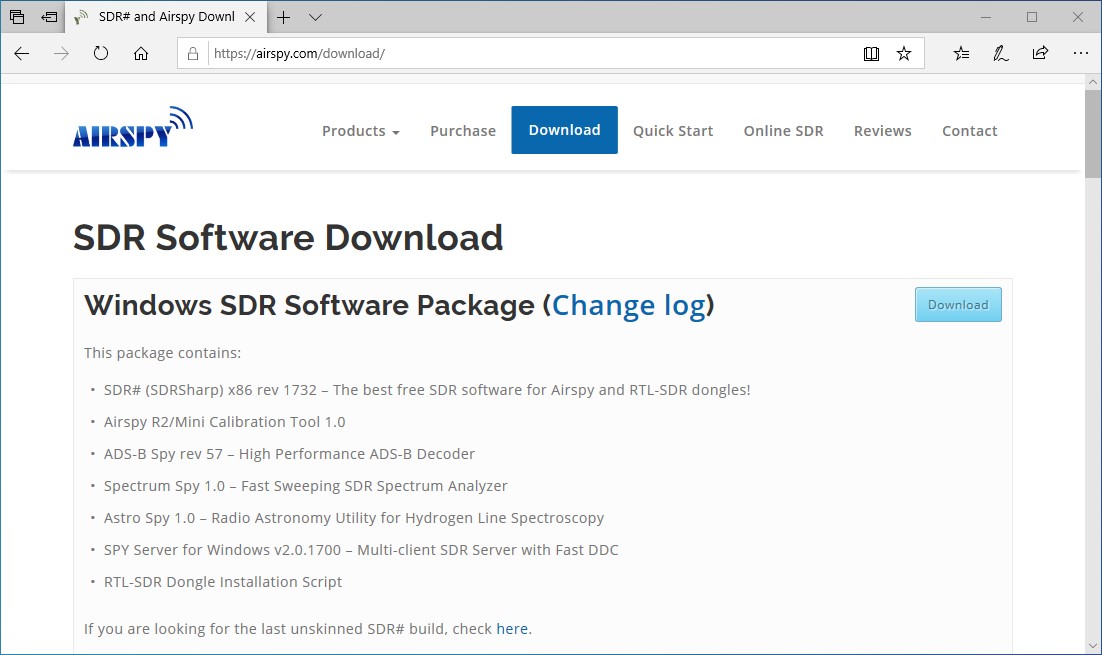 SDR# and Airspy Downl
https://airspy.com/download/
AIRSPY
Products
Purchase
Download
Quick Start
Online SDR
Reviews
Contact
SDR Software Download
Windows SDR Software Package (Change log)
Download
This package contains:
• SDR# (SDRSharp) x86 rev 1732 – The best free SDR software for Airspy and RTL-SDR dongles!
• Airspy R2/Mini Calibration Tool 1.0
• ADS-B Spy rev 57 – High Performance ADS-B Decoder
• Spectrum Spy 1.0 – Fast Sweeping SDR Spectrum Analyzer
• Astro Spy 1.0 – Radio Astronomy Utility for Hydrogen Line Spectroscopy
• SPY Server for Windows v2.0.1700 – Multi-client SDR Server with Fast DDC
• RTL-SDR Dongle Installation Script
If you are looking for the last unskinned SDR# build, check here.